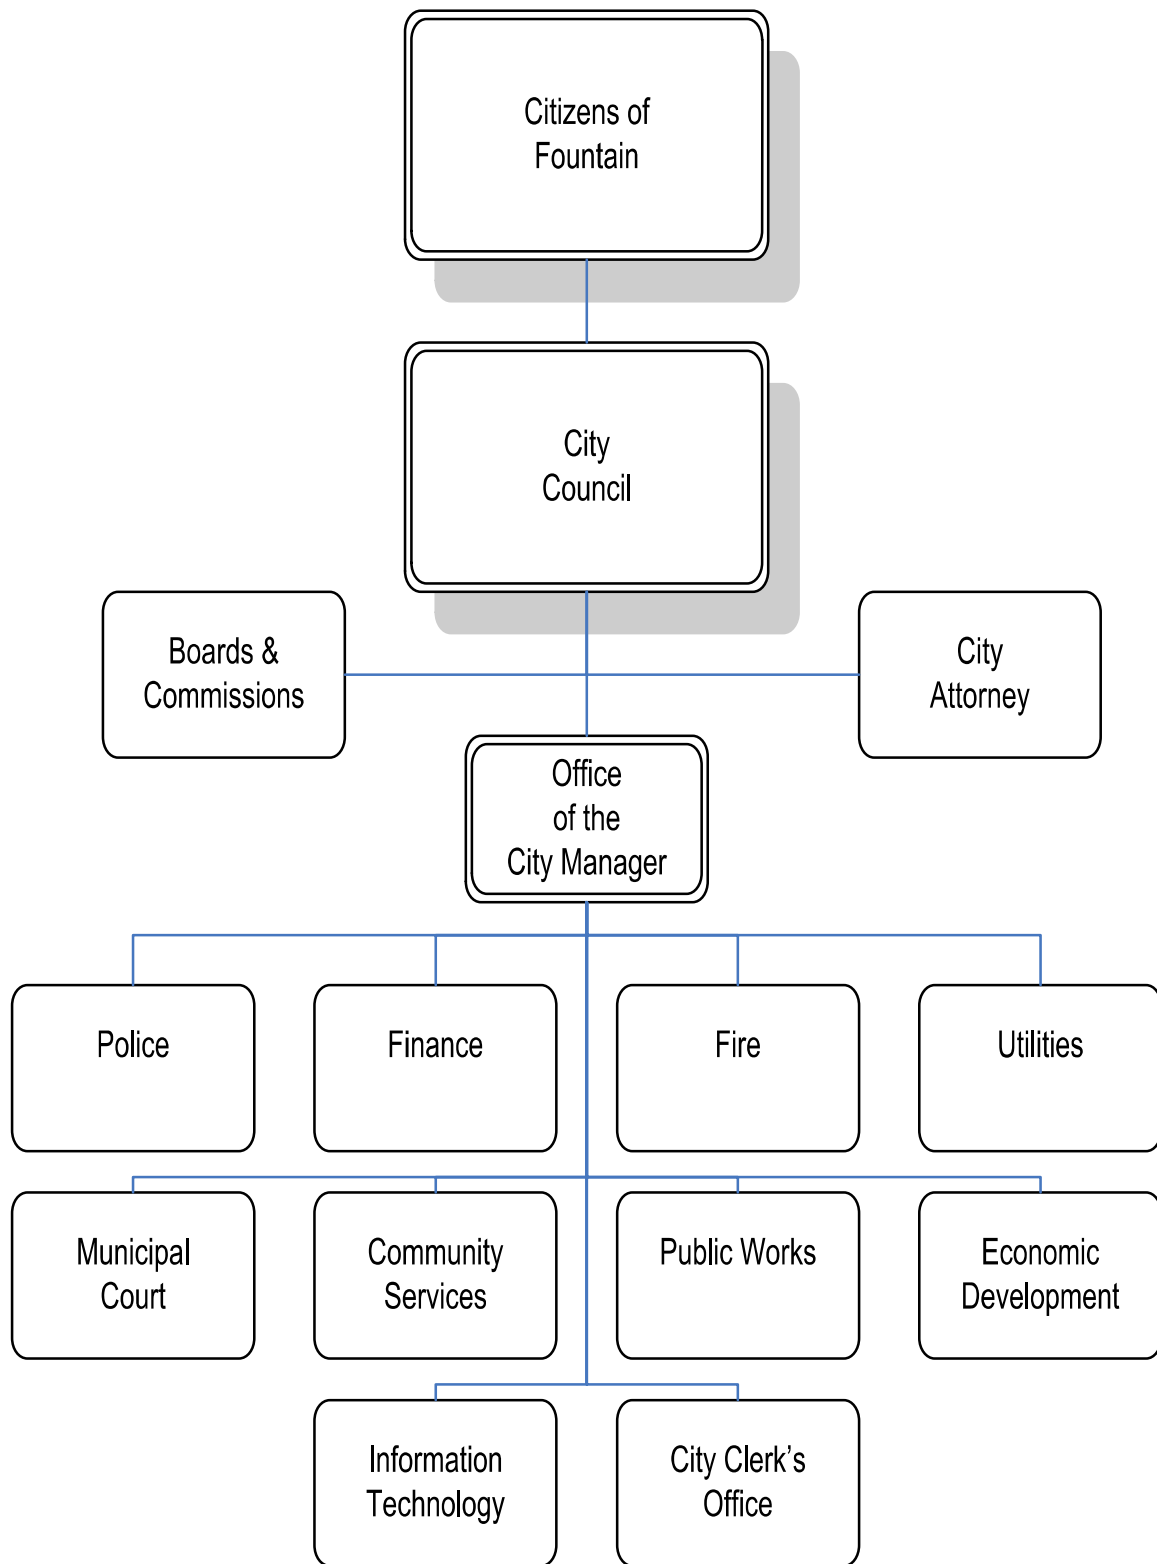 Citizens of
Fountain
City
Council
Boards &
Commissions
City
Attorney
Office
of the
City Manager
Police
Finance
Fire
Utilities
Municipal
Court
Community
Services
Public Works
Economic
Development
Information
Technology
City Clerk’s
Office